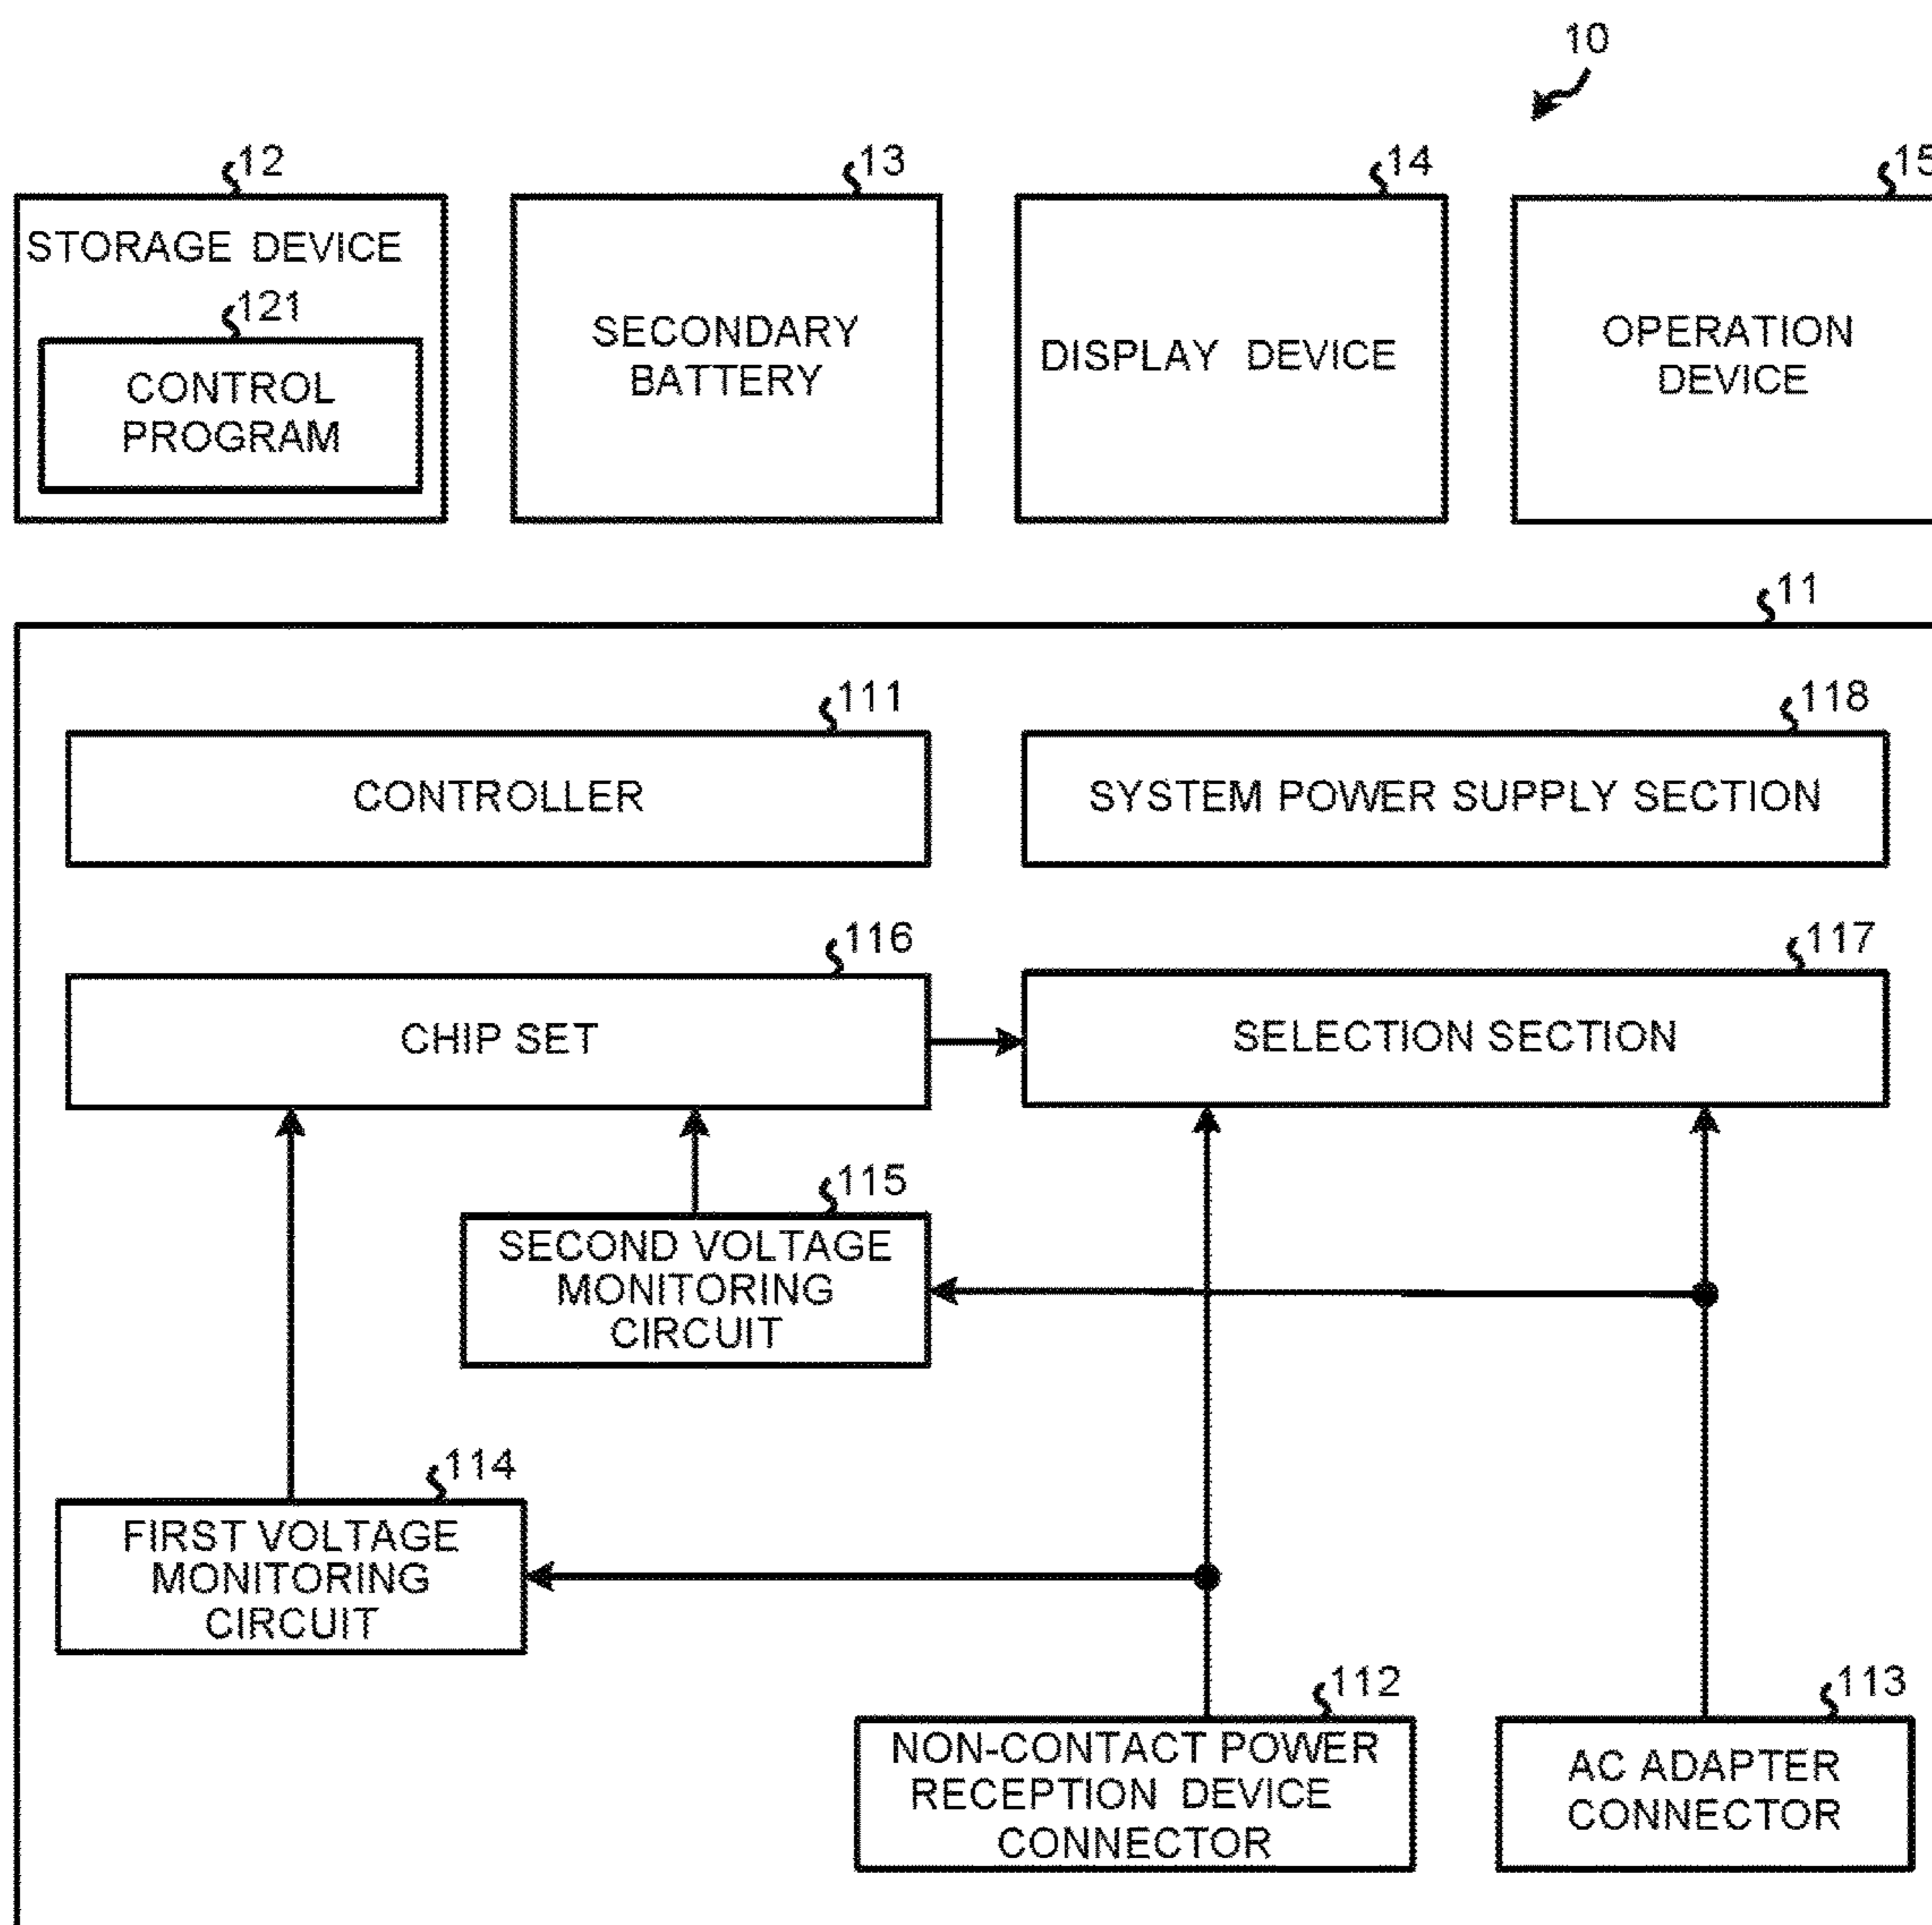 10
12
13
14
15
STORAGE DEVICE
121
CONTROL
PROGRAM
SECONDARY
BATTERY
DISPLAY DEVICE
OPERATION
DEVICE
11
111
118
CONTROLLER
SYSTEM POWER SUPPLY SECTION
116
117
CHIP SET
SELECTION SECTION
115
SECOND VOLTAGE
MONITORING
CIRCUIT
114
FIRST VOLTAGE
MONITORING
CIRCUIT
112
113
NON-CONTACT POWER
RECEPTION DEVICE
CONNECTOR
AC ADAPTER
CONNECTOR